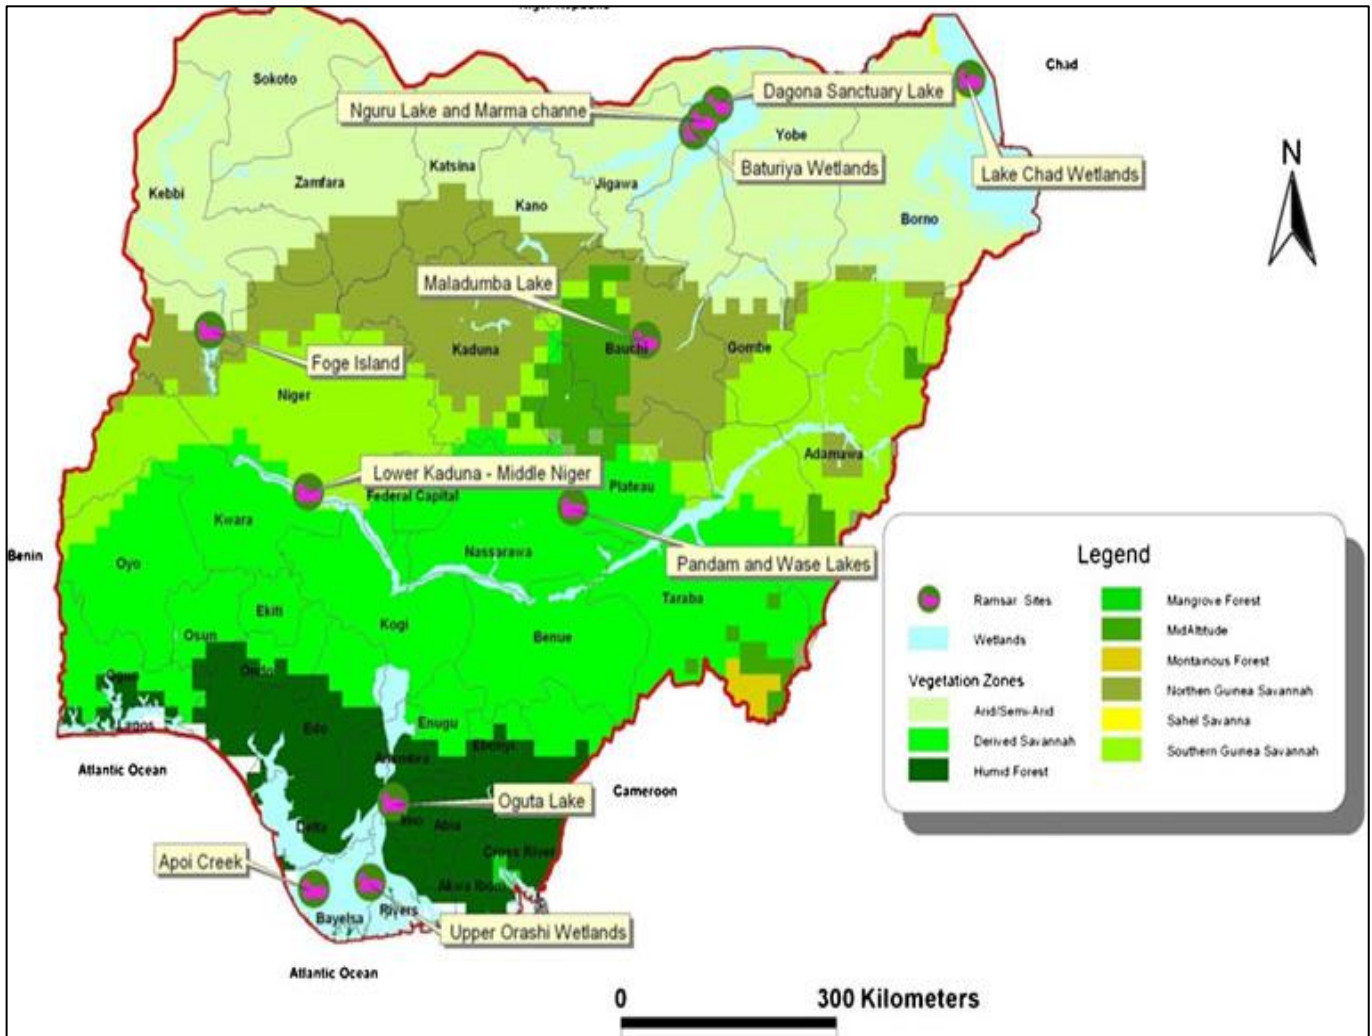 Niger Republic
Chad
Sokoto
Dagona Sanctuary Lake
Nguru Lake and Marma channe
Yobe
Katsina
Baturiya Wetlands
Lake Chad Wetlands
N
Zamfara
Jigawa
Kebbi
Kano
Borno
Maladumba Lake
Kaduna
Bauchi
Gombe
Foge Island
Niger
Adamawa
Lower Kaduna - Middle Niger
Federal Capital
Plateau
Kwara
Nassarawa
Pandam and Wase Lakes
Benin
Oyo
Taraba
Ekiti
Osun
Kogi
Benue
Ogun
Ondo
Lagos
Edo
Enugu
Ebonyi
Anambra
Atlantic Ocean
Cameroon
Oguta Lake
Delta
Imo
Abia
Cross River
Apoi Creek
Akwa Ibom
Bayelsa
Rivers
Upper Orashi Wetlands
Atlantic Ocean
Legend
Ramsar Sites
Wetlands
Vegetation Zones
Arid/Semi-Arid
Derived Savannah
Humid Forest
Mangrove Forest
MidAltitude
Montainous Forest
Northen Guinea Savannah
Sahel Savanna
Southern Guinea Savannah
0 300 Kilometers